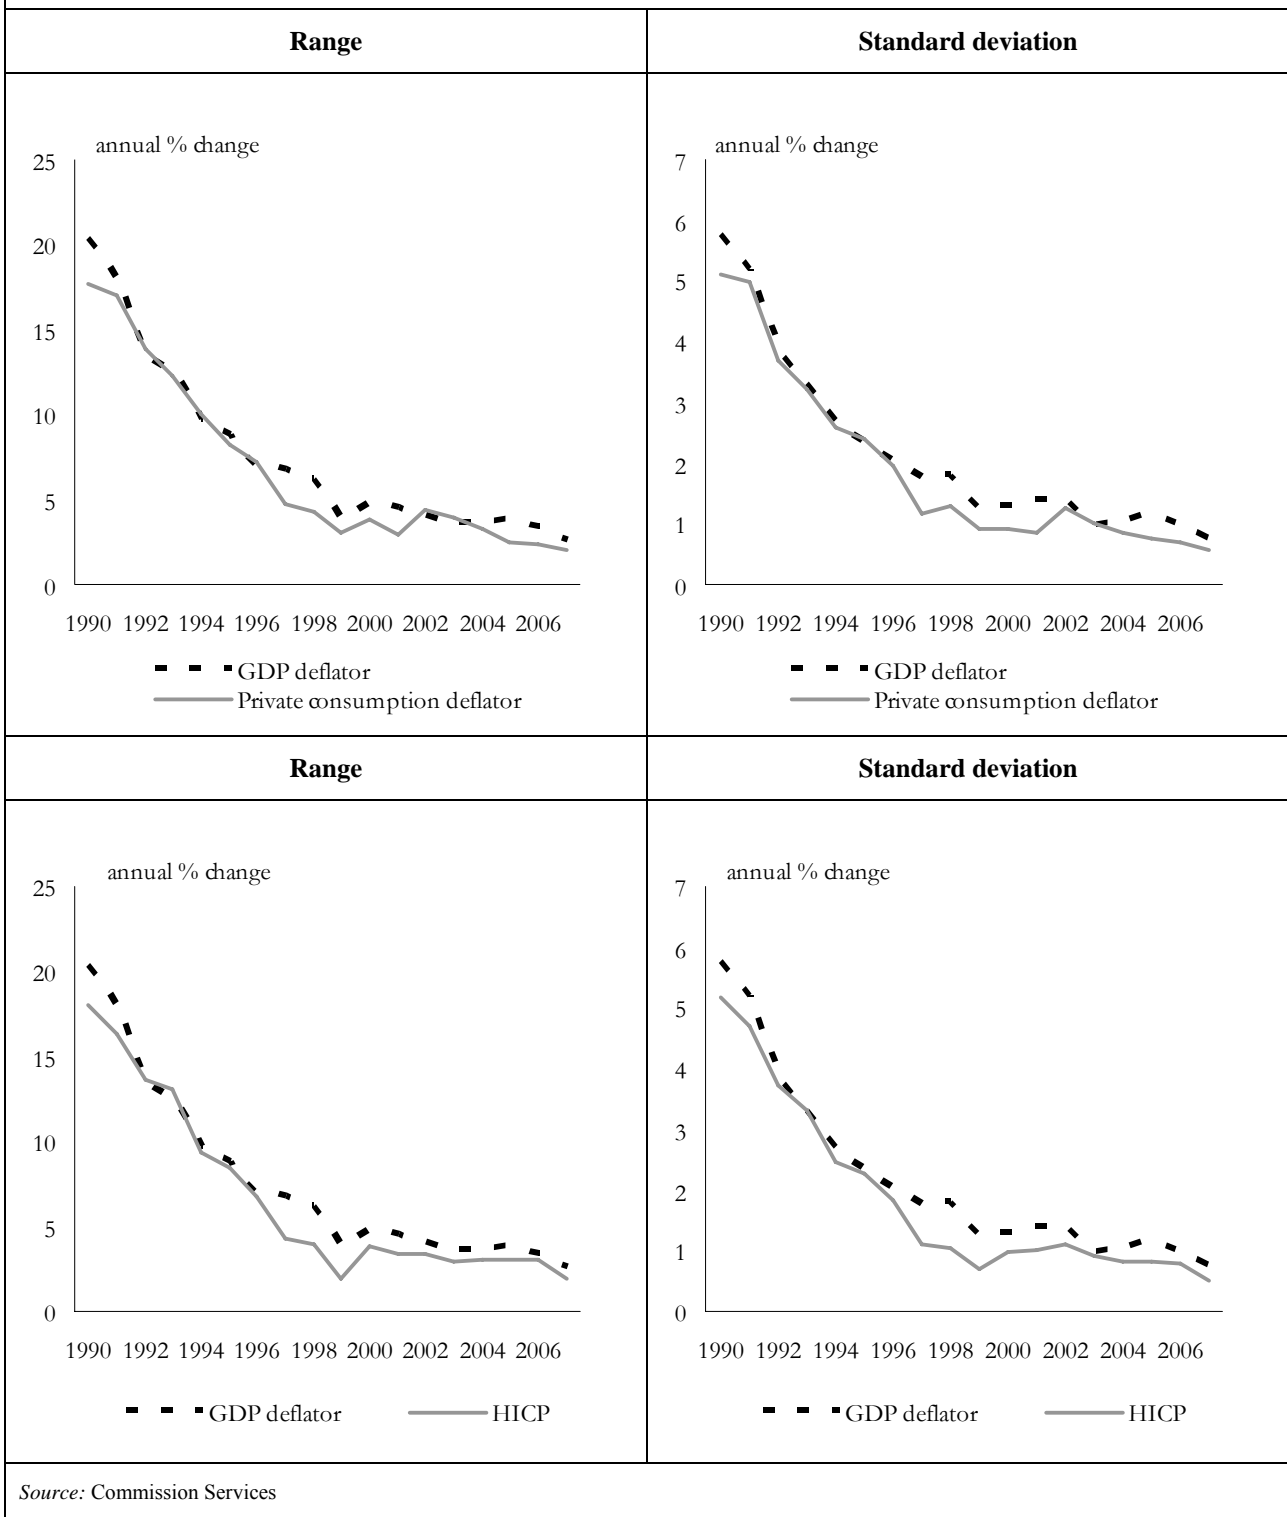 Range
Standard deviation
annual % change
25
20
15
10
5
0
1990 1992 1994 1996 1998 2000 2002 2004 2006
GDP deflator
Private consumption deflator
annual % change
7
6
5
4
3
2
1
0
1990 1992 1994 1996 1998 2000 2002 2004 2006
GDP deflator
Private consumption deflator
Range
Standard deviation
annual % change
25
20
15
10
5
0
1990 1992 1994 1996 1998 2000 2002 2004 2006
GDP deflator HICP
annual % change
7
6
5
4
3
2
1
0
1990 1992 1994 1996 1998 2000 2002 2004 2006
GDP deflator HICP
Source: Commission Services